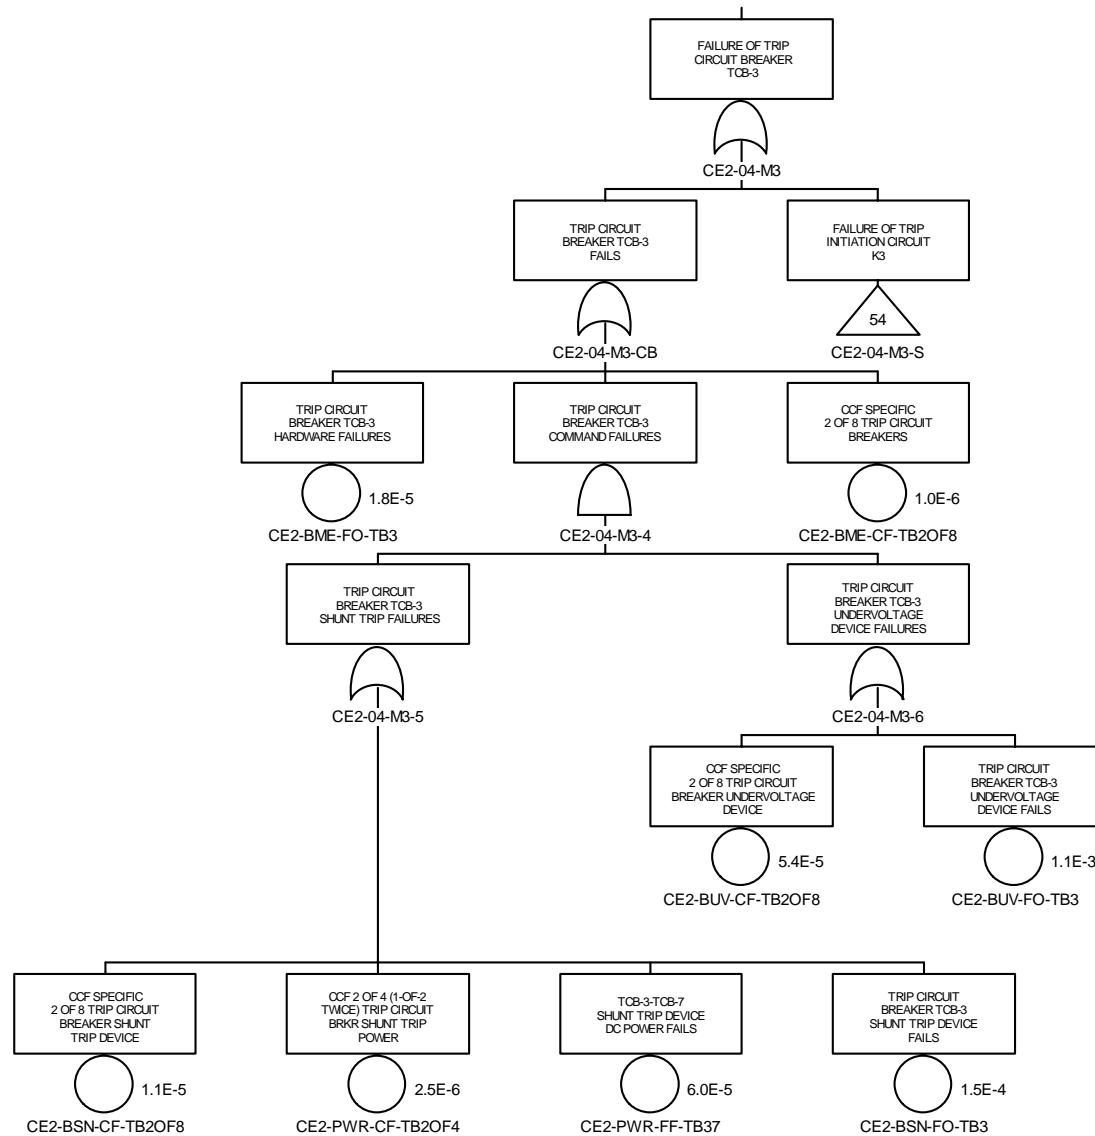 FAILURE OF TRIP
CIRCUIT BREAKER
TCB-3
CE2-04-M3
TRIP CIRCUIT
BREAKER TCB-3
FAILS
FAILURE OF TRIP
INITIATION CIRCUIT
K3
54
CE2-04-M3-CB
CE2-04-M3-S
TRIP CIRCUIT
BREAKER TCB-3
HARDWARE FAILURES
TRIP CIRCUIT
BREAKER TCB-3
COMMAND FAILURES
CCF SPECIFIC
2 OF 8 TRIP CIRCUIT
BREAKERS
1.8E-5
1.0E-6
CE2-BME-FO-TB3
CE2-04-M3-4
CE2-BME-CF-TB2OF8
TRIP CIRCUIT
BREAKER TCB-3
SHUNT TRIP FAILURES
TRIP CIRCUIT
BREAKER TCB-3
UNDERVOLTAGE
DEVICE FAILURES
CE2-04-M3-5
CE2-04-M3-6
CCF SPECIFIC
2 OF 8 TRIP CIRCUIT
BREAKER UNDERVOLTAGE
DEVICE
TRIP CIRCUIT
BREAKER TCB-3
UNDERVOLTAGE
DEVICE FAILS
5.4E-5
1.1E-3
CE2-BUV-CF-TB2OF8
CE2-BUV-FO-TB3
CCF SPECIFIC
2 OF 8 TRIP CIRCUIT
BREAKER SHUNT
TRIP DEVICE
CCF 2 OF 4 (1-OF-2
TWICE) TRIP CIRCUIT
BRKR SHUNT TRIP
POWER
TCB-3-TCB-7
SHUNT TRIP DEVICE
DC POWER FAILS
TRIP CIRCUIT
BREAKER TCB-3
SHUNT TRIP DEVICE
FAILS
1.1E-5
2.5E-6
6.0E-5
1.5E-4
CE2-BSN-CF-TB2OF8
CE2-PWR-CF-TB2OF4
CE2-PWR-FF-TB37
CE2-BSN-FO-TB3